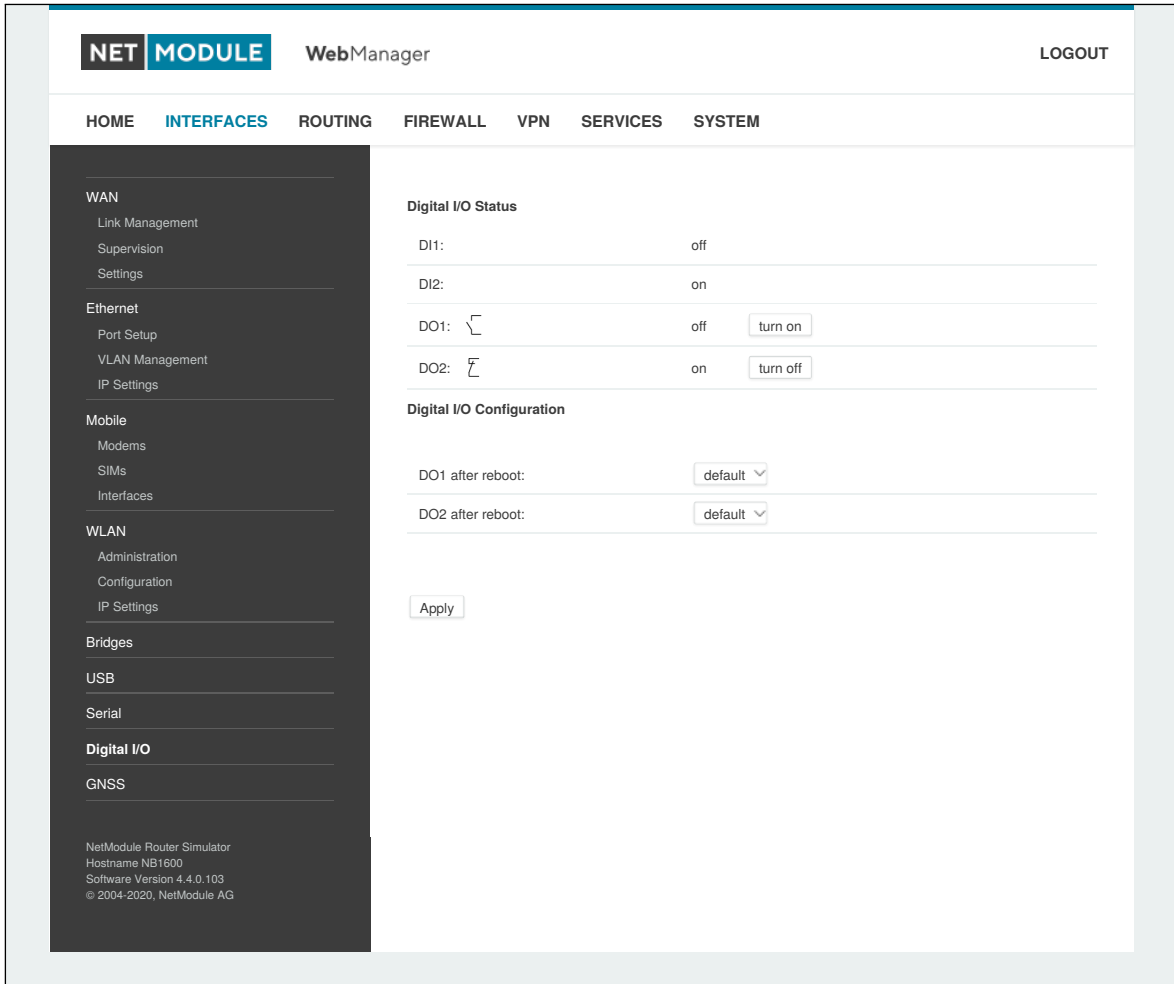 NET MODULE WebManager LOGOUT
HOME INTERFACES ROUTING FIREWALL VPN SERVICES SYSTEM
WAN
Link Management
Supervision
Settings
Ethernet
Port Setup
VLAN Management
IP Settings
Mobile
Modems
SIMs
Interfaces
WLAN
Administration
Configuration
IP Settings
Bridges
USB
Serial
Digital I/O
GNSS
NetModule Router Simulator
Hostname NB1600
Software Version 4.4.0.103
© 2004-2020, NetModule AG
Digital I/O Status
DI1: off
DI2: on
DO1: off turn on
DO2: on turn off
Digital I/O Configuration
DO1 after reboot: default
DO2 after reboot: default
Apply